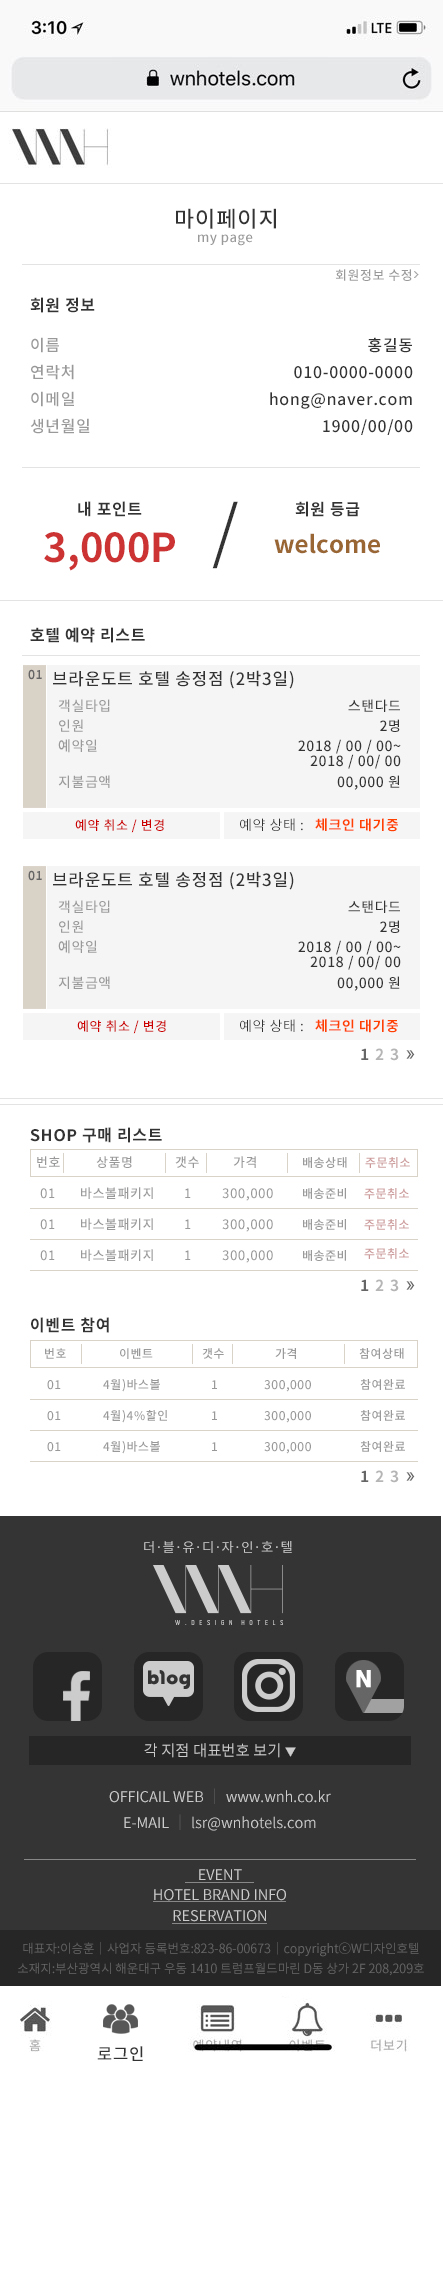 3:10 LTE
wnhotels.com
WNH
마이페이지
my page
회원정보 수정>
회원 정보
이름 홍길동
연락처 010-0000-0000
이메일 hong@naver.com
생년월일 1900/00/00
내 포인트 / 회원 등급
3,000P welcome
호텔 예약 리스트
01 브라운도트 호텔 송정점 (2박3일)
객실타입 스탠다드
인원 2명
예약일 2018 / 00 / 00~
2018 / 00/ 00
지불금액 00,000 원
예약 취소 / 변경 예약 상태 : 체크인 대기중
01 브라운도트 호텔 송정점 (2박3일)
객실타입 스탠다드
인원 2명
예약일 2018 / 00 / 00~
2018 / 00/ 00
지불금액 00,000 원
예약 취소 / 변경 예약 상태 : 체크인 대기중
1 2 3 »
SHOP 구매 리스트
번호 상품명 갯수 가격 배송상태 주문취소
01 바스볼패키지 1 300,000 배송준비 주문취소
01 바스볼패키지 1 300,000 배송준비 주문취소
01 바스볼패키지 1 300,000 배송준비 주문취소
1 2 3 »
이벤트 참여
번호 이벤트 갯수 가격 참여상태
01 4월)바스볼 1 300,000 참여완료
01 4월)4%할인 1 300,000 참여완료
01 4월)바스볼 1 300,000 참여완료
1 2 3 »
더·블·유·디·자·인·호·텔
WNH
W.DESIGN HOTELS
f blog N
각 지점 대표번호 보기 ▼
OFFICAIL WEB | www.wnh.co.kr
E-MAIL | lsr@wnhotels.com
EVENT
HOTEL BRAND INFO
RESERVATION
대표자:이승훈 | 사업자 등록번호:823-86-00673 | copyrightⓒW디자인호텔
소재지:부산광역시 해운대구 우동 1410 트럼프월드마린 D동 상가 2F 208,209호
홈 로그인 예약내역 이벤트 더보기